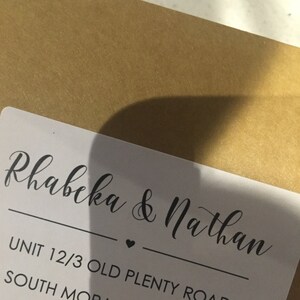 Rhabeka & Nathan
UNIT 12/3 OLD PLENTY ROAD
SOUTH